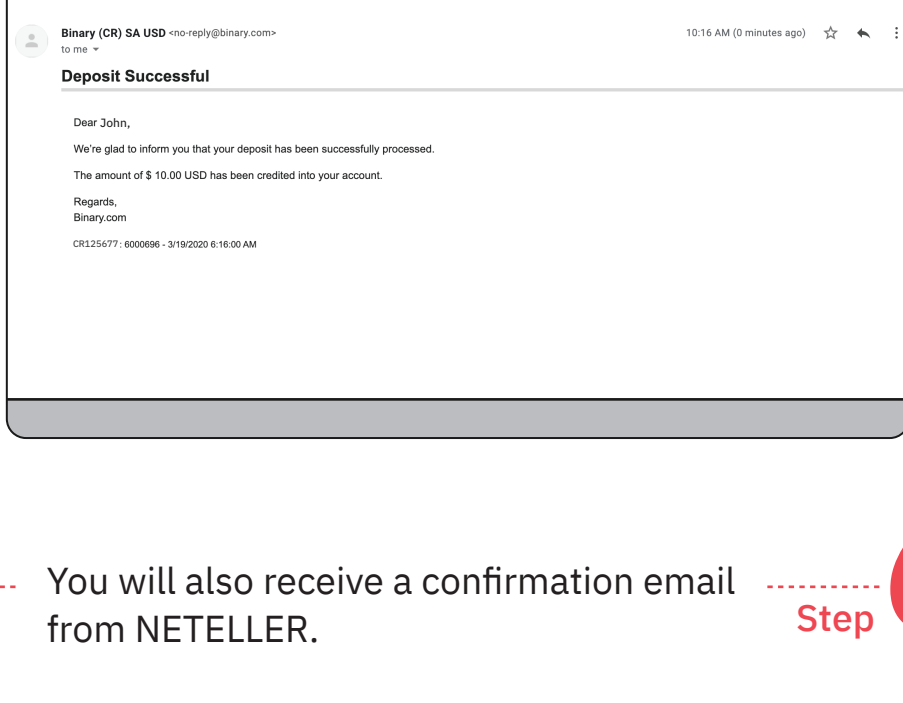 Binary (CR) SA USD <no-reply@binary.com> 10:16 AM (0 minutes ago)
to me
Deposit Successful
Dear John,
We're glad to inform you that your deposit has been successfully processed.
The amount of $ 10.00 USD has been credited into your account.
Regards,
Binary.com
CR125677: 6000696 - 3/19/2020 6:16:00 AM
You will also receive a confirmation email
from NETELLER.
Step